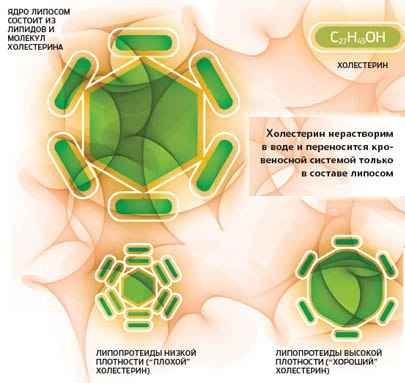 ЯДРО ЛИПОСОМ
СОСТОИТ ИЗ
ЛИПИДОВ И
МОЛЕКУЛ
ХОЛЕСТЕРИНА
C27H45OH
ХОЛЕСТЕРИН
Холестерин нерастворим
в воде и переносится кро-
веносной системой только
в составе липосом
ЛИПОПРОТЕИДЫ НИЗКОЙ
ПЛОТНОСТИ ("ПЛОХОЙ"
ХОЛЕСТЕРИН)
ЛИПОПРОТЕИДЫ ВЫСОКОЙ
ПЛОТНОСТИ ("ХОРОШИЙ"
ХОЛЕСТЕРИН)